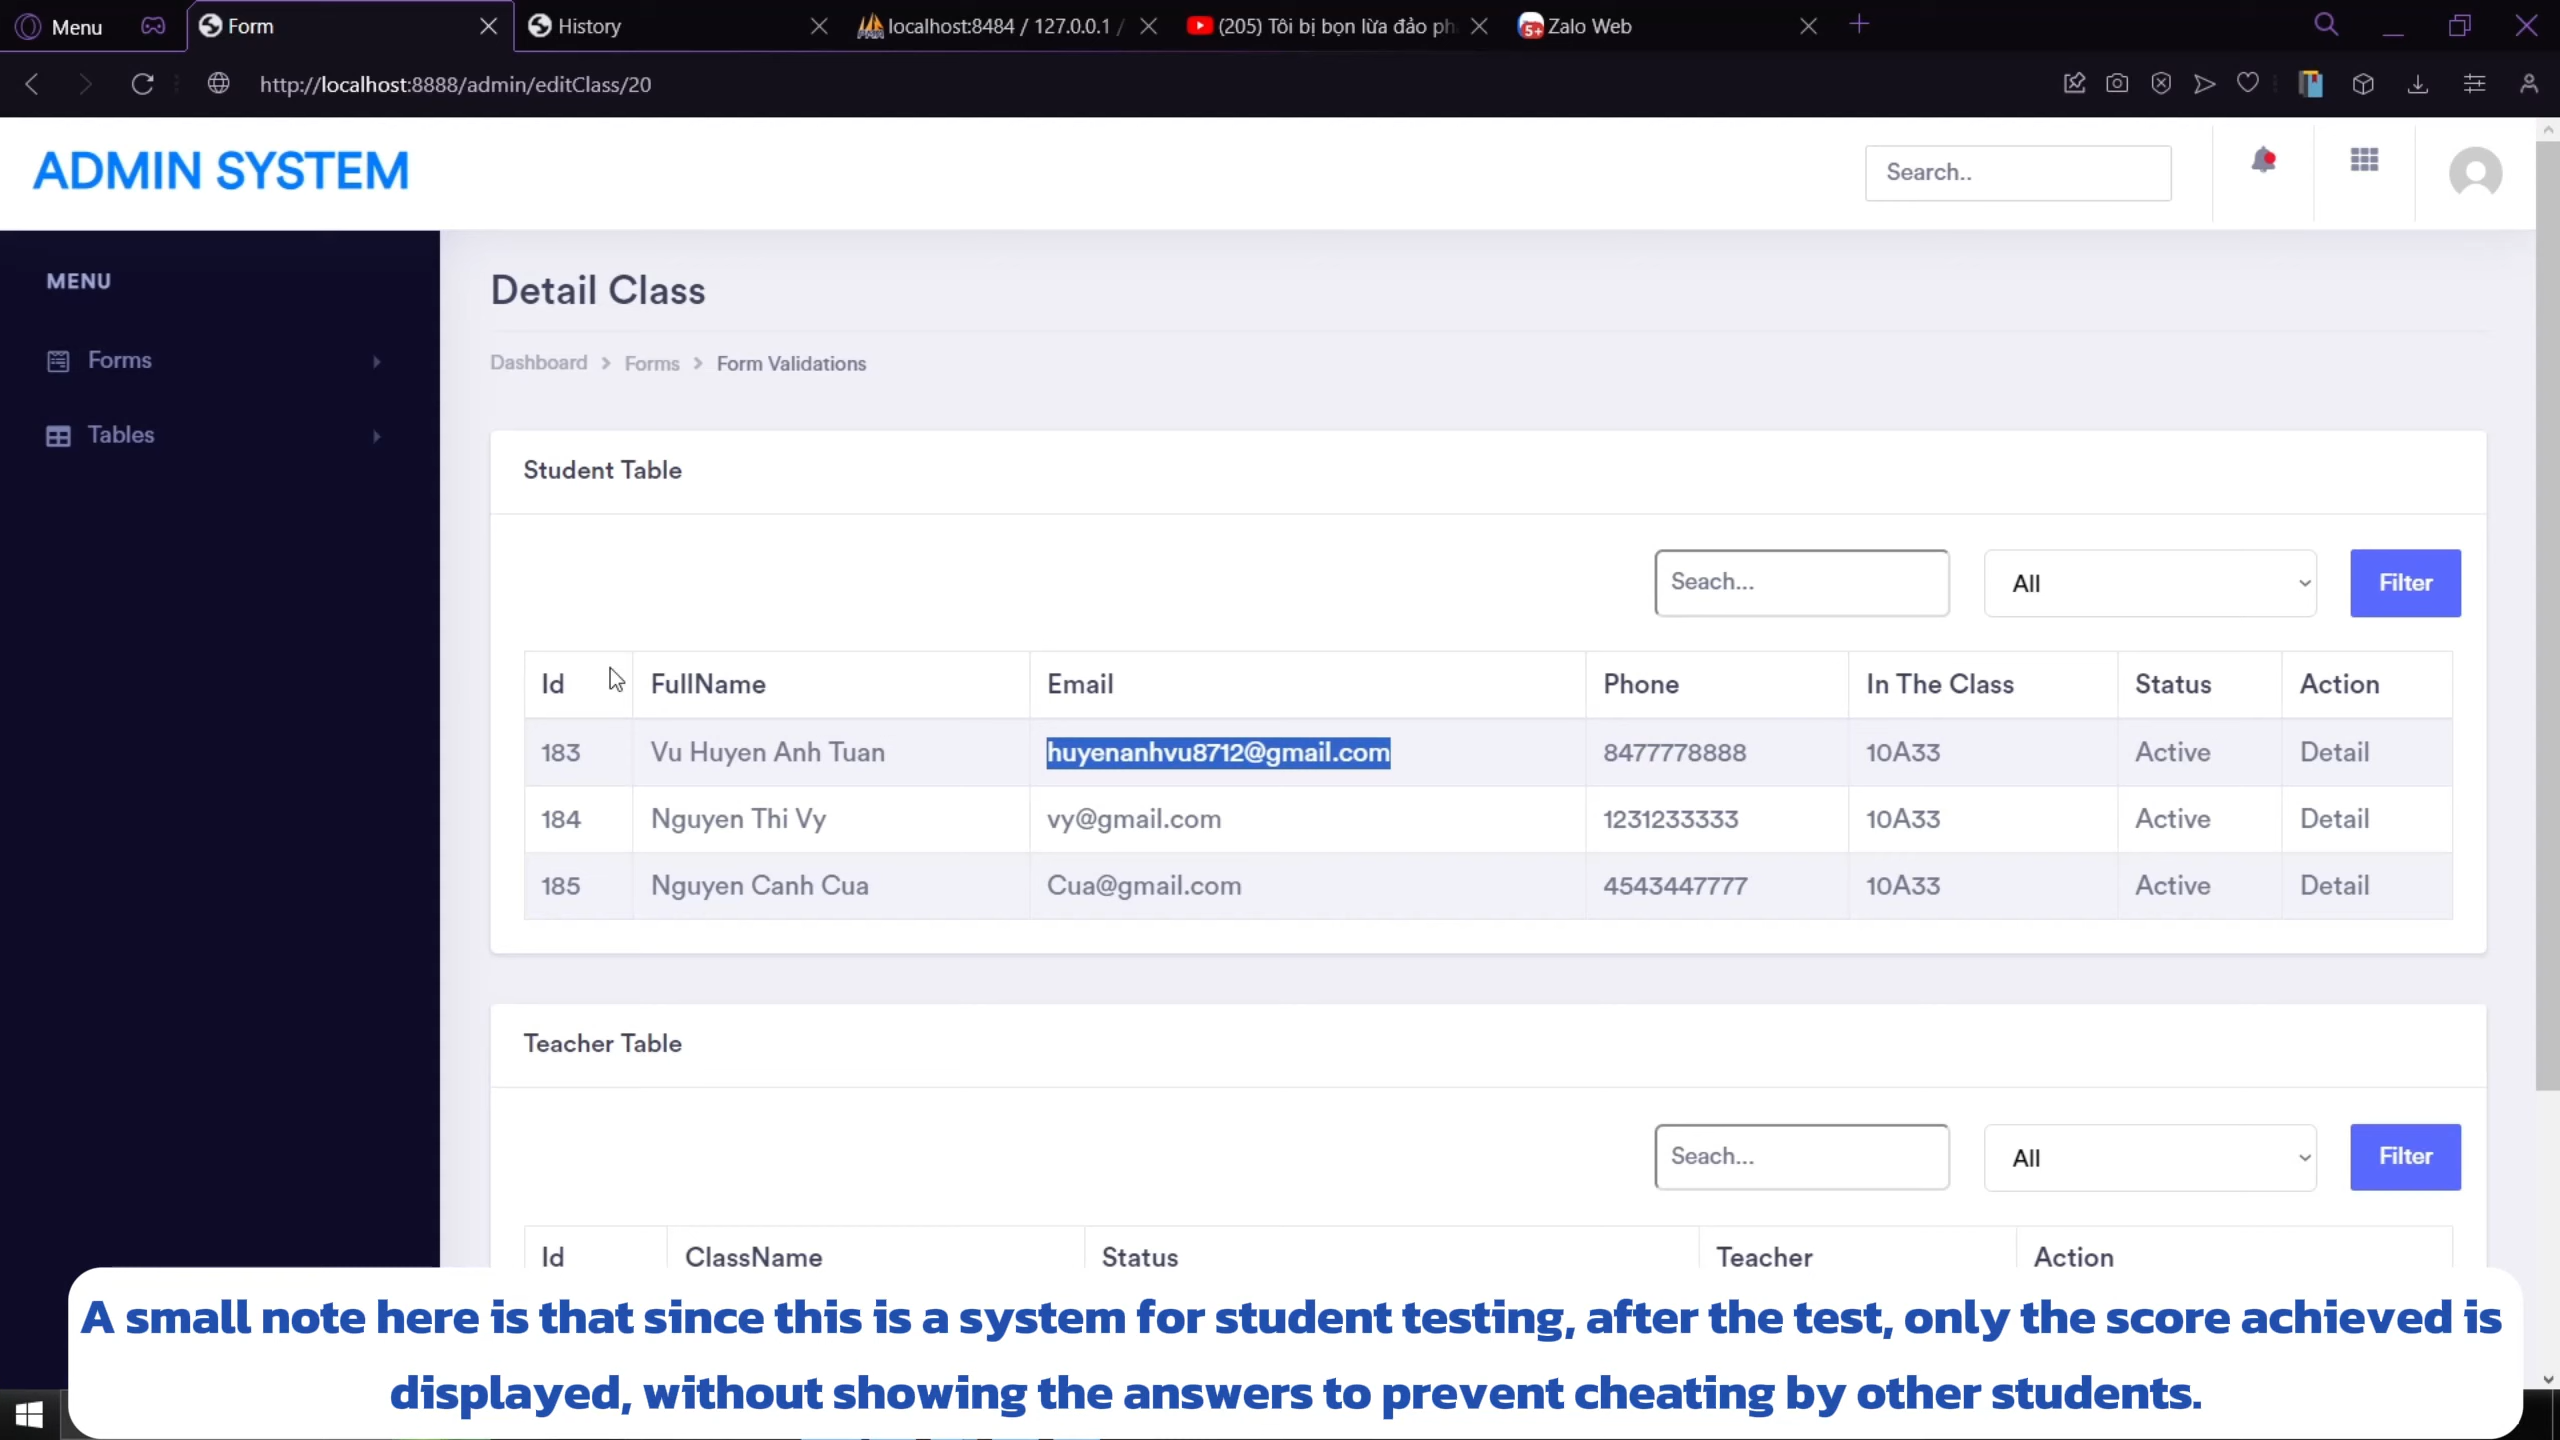 Menu
Form
History
localhost:8484 / 127.0.0.1 /
(205) Tôi bị bọn lừa đảo ph
5+
Zalo Web
http://localhost:8888/admin/editClass/20
ADMIN SYSTEM
Search..
MENU
Forms
Tables
Detail Class
Dashboard > Forms > Form Validations
Student Table
Seach... All Filter
Id FullName Email Phone In The Class Status Action
183 Vu Huyen Anh Tuan huyenanhvu8712@gmail.com 8477778888 10A33 Active Detail
184 Nguyen Thi Vy vy@gmail.com 1231233333 10A33 Active Detail
185 Nguyen Canh Cua Cua@gmail.com 4543447777 10A33 Active Detail
Teacher Table
Seach... All Filter
Id ClassName Status Teacher Action
A small note here is that since this is a system for student testing, after the test, only the score achieved is
displayed, without showing the answers to prevent cheating by other students.